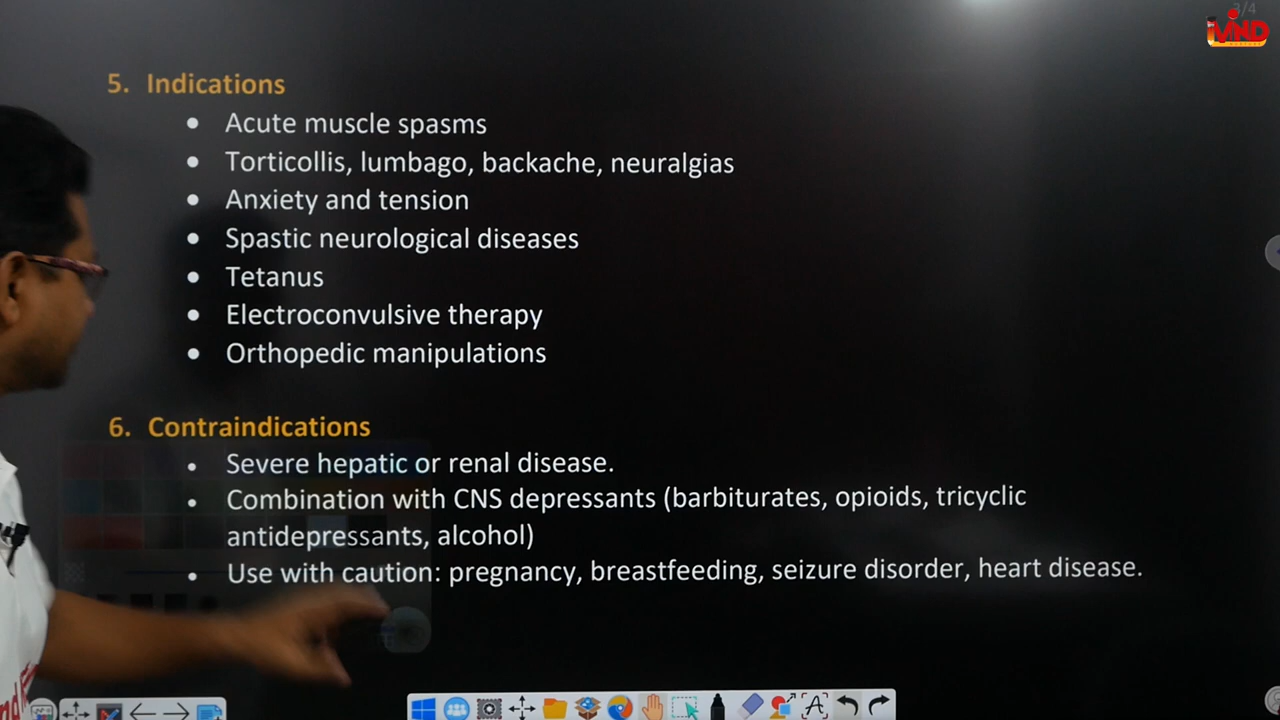 3/4
5. Indications
• Acute muscle spasms
• Torticollis, lumbago, backache, neuralgias
• Anxiety and tension
• Spastic neurological diseases
• Tetanus
• Electroconvulsive therapy
• Orthopedic manipulations
6. Contraindications
• Severe hepatic or renal disease.
• Combination with CNS depressants (barbiturates, opioids, tricyclic
antidepressants, alcohol)
• Use with caution: pregnancy, breastfeeding, seizure disorder, heart disease.